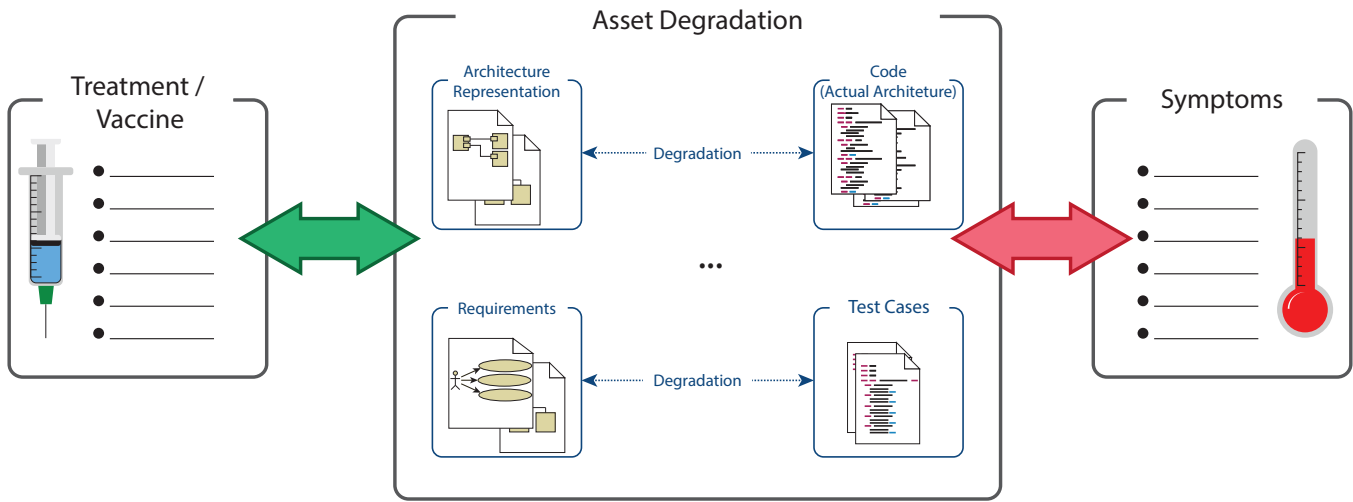 Asset Degradation
Treatment /
Vaccine
Architecture
Representation
Degradation
Code
(Actual Architeture)
...
Requirements
Degradation
Test Cases
Symptoms